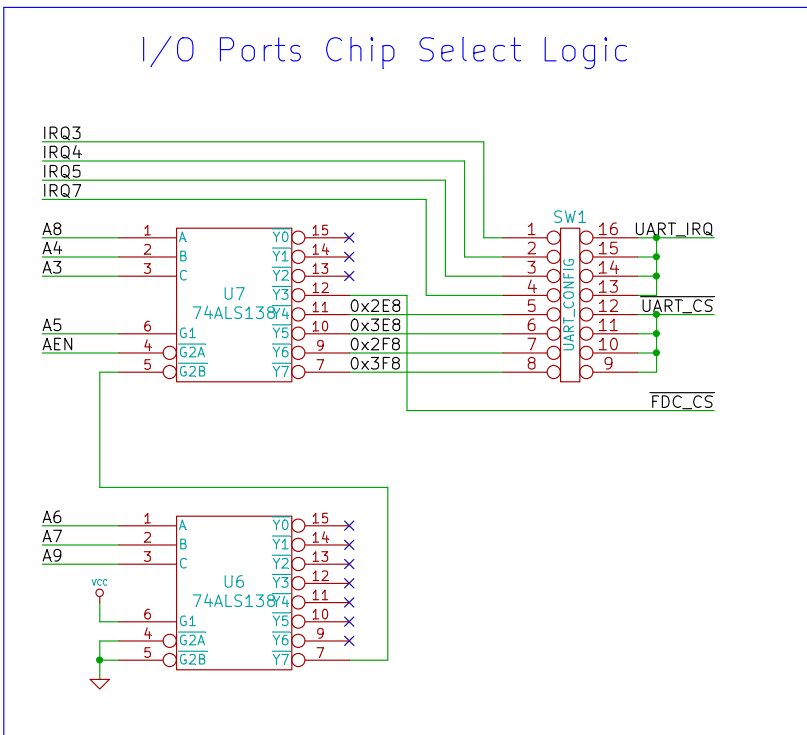 I/O Ports Chip Select Logic
IRQ3
IRQ4
IRQ5
IRQ7
SW1
A8 1 A Y0 15 1 16 UART_IRQ
A4 2 B Y1 14 2 15
A3 3 C Y2 13 3 14
U7 Y3 12 4 13
74ALS138 Y4 11 0x2E8 5 12 UART_CS
A5 6 G1 Y5 10 0x3E8 6 11
AEN 4 G2A Y6 9 0x2F8 7 10
5 G2B Y7 7 0x3F8 8 9
UART_CONFIG
FDC_CS
A6 1 A Y0 15
A7 2 B Y1 14
A9 3 C Y2 13
VCC
U6 Y3 12
74ALS138 Y4 11
6 G1 Y5 10
4 G2A Y6 9
5 G2B Y7 7